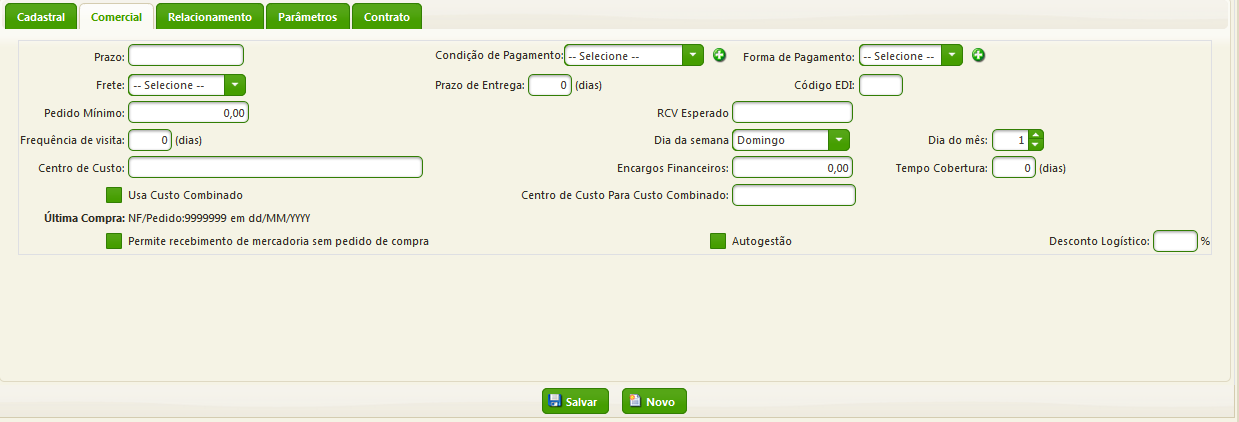 Cadastral Comercial Relacionamento Parâmetros Contrato
Prazo: Condição de Pagamento: -- Selecione -- Forma de Pagamento: -- Selecione --
Frete: -- Selecione -- Prazo de Entrega: 0 (dias) Código EDI:
Pedido Mínimo: 0,00 RCV Esperado
Frequência de visita: 0 (dias) Dia da semana Domingo Dia do mês: 1
Centro de Custo: Encargos Financeiros: 0,00 Tempo Cobertura: 0 (dias)
Usa Custo Combinado Centro de Custo Para Custo Combinado:
Última Compra: NF/Pedido:9999999 em dd/MM/YYYY
Permite recebimento de mercadoria sem pedido de compra Autogestão Desconto Logístico: %
Salvar Novo